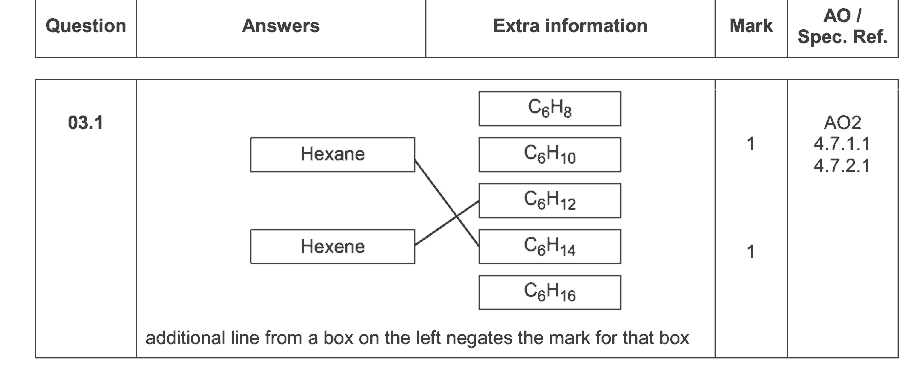 Question Answers Extra information Mark AO /
Spec. Ref.
03.1
C₆H₈
Hexane
C₆H₁₀
C₆H₁₂
Hexene
C₆H₁₄
C₆H₁₆
additional line from a box on the left negates the mark for that box
1
1
AO2
4.7.1.1
4.7.2.1